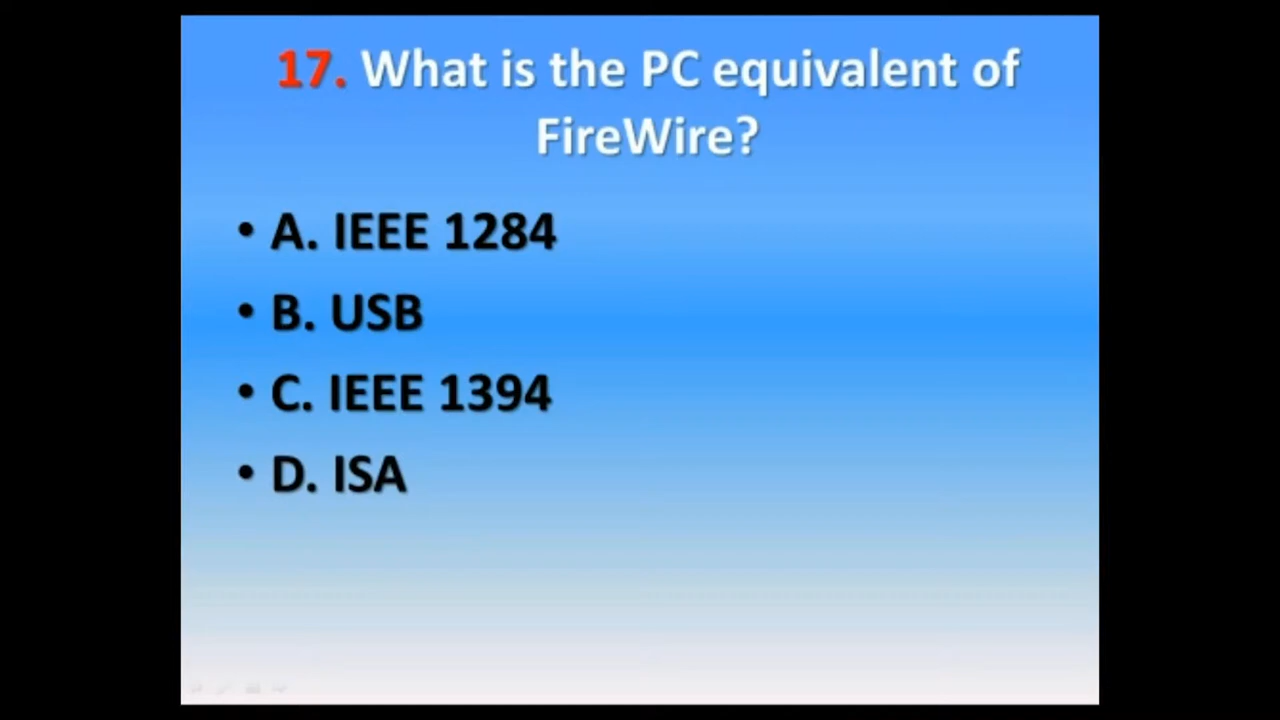 17. What is the PC equivalent of
FireWire?
• A. IEEE 1284
• B. USB
• C. IEEE 1394
• D. ISA